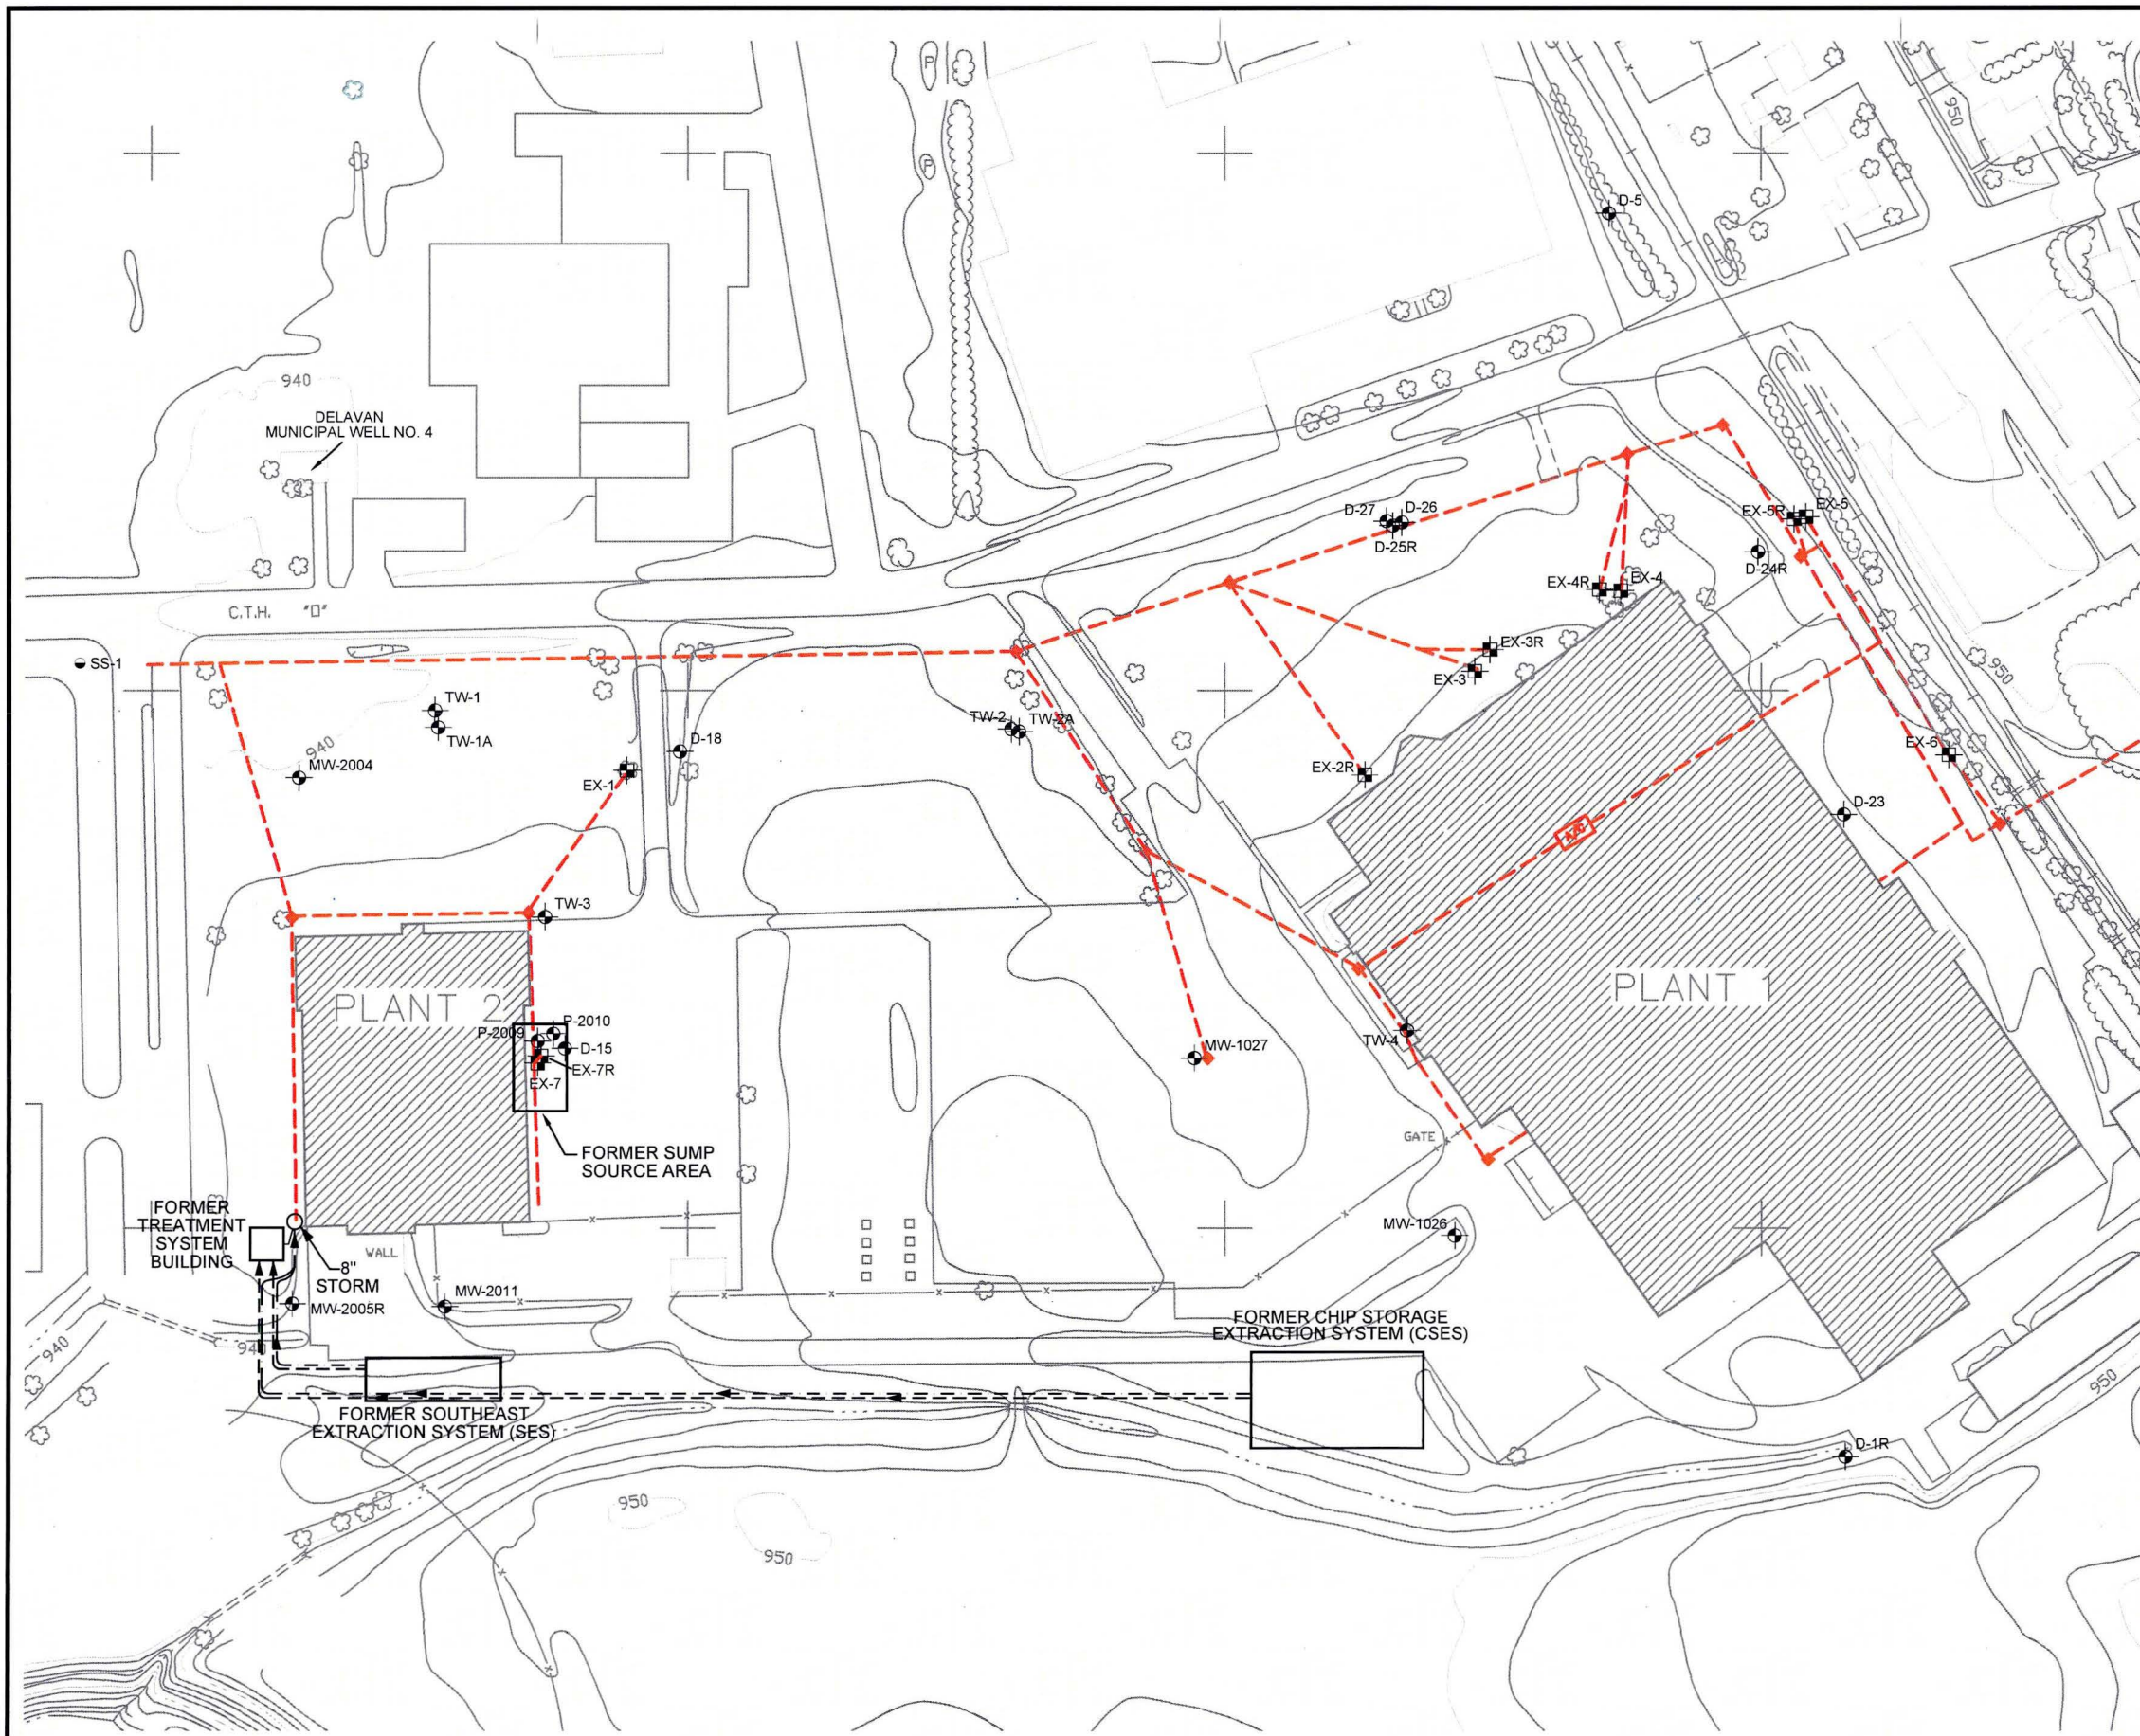 P
P
950
D-5
940
DELAVAN
MUNICIPAL WELL NO. 4
D-27
D-26
D-25R
EX-5R
EX-5
D-24R
EX-4R
EX-4
C.T.H. "D"
SS-1
EX-3R
EX-3
950
TW-1
TW-1A
940
MW-2004
D-18
EX-1
TW-2
TW-2A
EX-2R
EX-6
D-23
A/G
TW-3
PLANT 2
PLANT 1
P-2009
P-2010
D-15
EX-7R
EX-7
MW-1027
TW-4
FORMER SUMP
SOURCE AREA
GATE
FORMER
TREATMENT
SYSTEM
BUILDING
WALL
8"
STORM
MW-2005R
MW-2011
MW-1026
FORMER CHIP STORAGE
EXTRACTION SYSTEM (CSES)
940
940
950
FORMER SOUTHEAST
EXTRACTION SYSTEM (SES)
D-1R
950
950